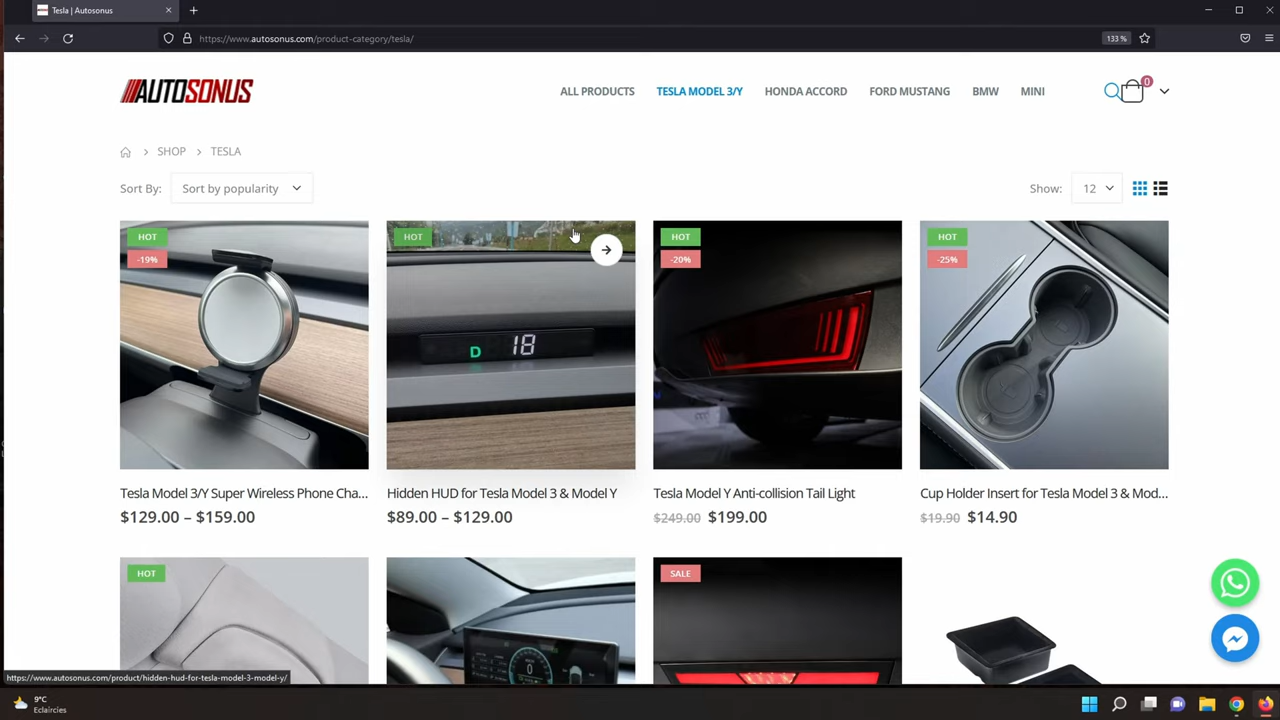 Tesla | Autosonus
https://www.autosonus.com/product-category/tesla/
133 %
AUTOSONUS
ALL PRODUCTS
TESLA MODEL 3/Y
HONDA ACCORD
FORD MUSTANG
BMW
MINI
0
SHOP
TESLA
Sort By:
Sort by popularity
Show:
12
HOT
-19%
HOT
D 18
HOT
-20%
HOT
-25%
Tesla Model 3/Y Super Wireless Phone Cha...
$129.00 – $159.00
Hidden HUD for Tesla Model 3 & Model Y
$89.00 – $129.00
Tesla Model Y Anti-collision Tail Light
$249.00 $199.00
Cup Holder Insert for Tesla Model 3 & Mod...
$19.90 $14.90
HOT
0
SALE
https://www.autosonus.com/product/hidden-hud-for-tesla-model-3-model-y/
9°C
Eclaircies